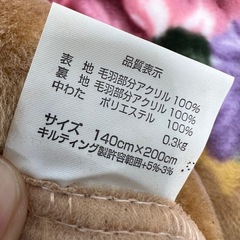 品質表示
表地 毛羽部分アクリル 100%
裏地 毛羽部分アクリル 100%
中わた ポリエステル 100%
0.3kg
サイズ 140cm×200cm
キルティング製許容範囲+5%-3%